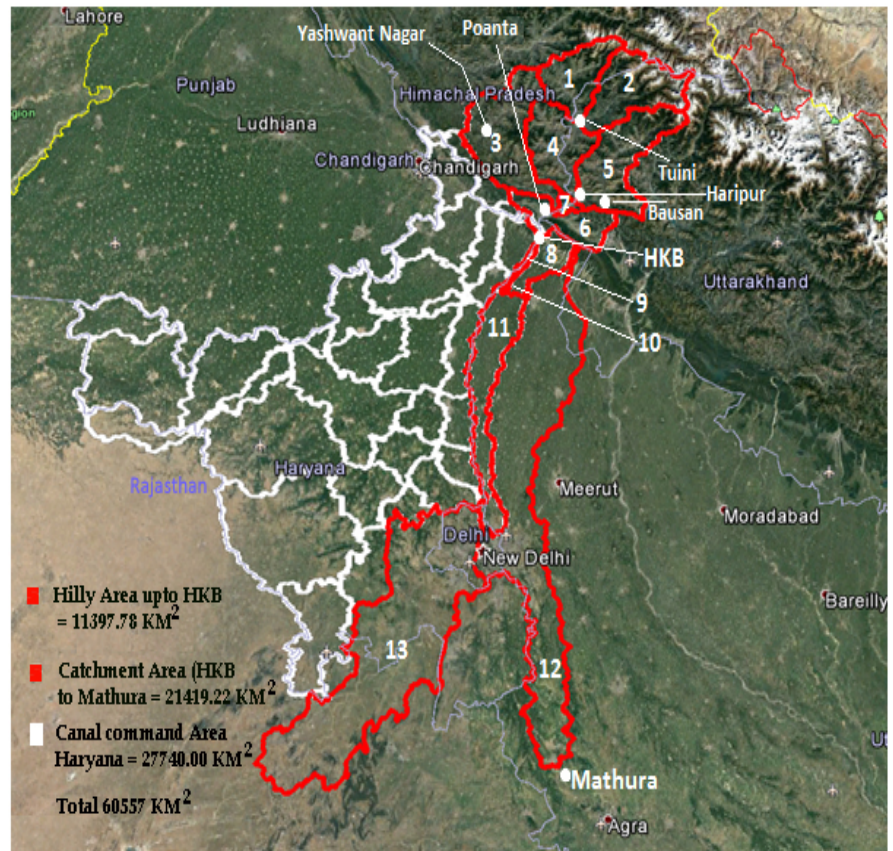 Lahore
Yashwant Nagar
Poanta
Punjab
Himachal Pradesh
1
2
Ludhiana
3
4
Chandigarh
Chandigarh
5
Tuini
Haripur
7
Bausan
6
HKB
8
Uttarakhand
9
11
10
Haryana
Rajasthan
Meerut
Moradabad
Delhi
New Delhi
Hilly Area upto HKB
= 11397.78 KM2
Bareilly
13
Catchment Area (HKB
to Mathura = 21419.22 KM2
12
Canal command Area
Haryana = 27740.00 KM2
Mathura
Total 60557 KM2
Agra